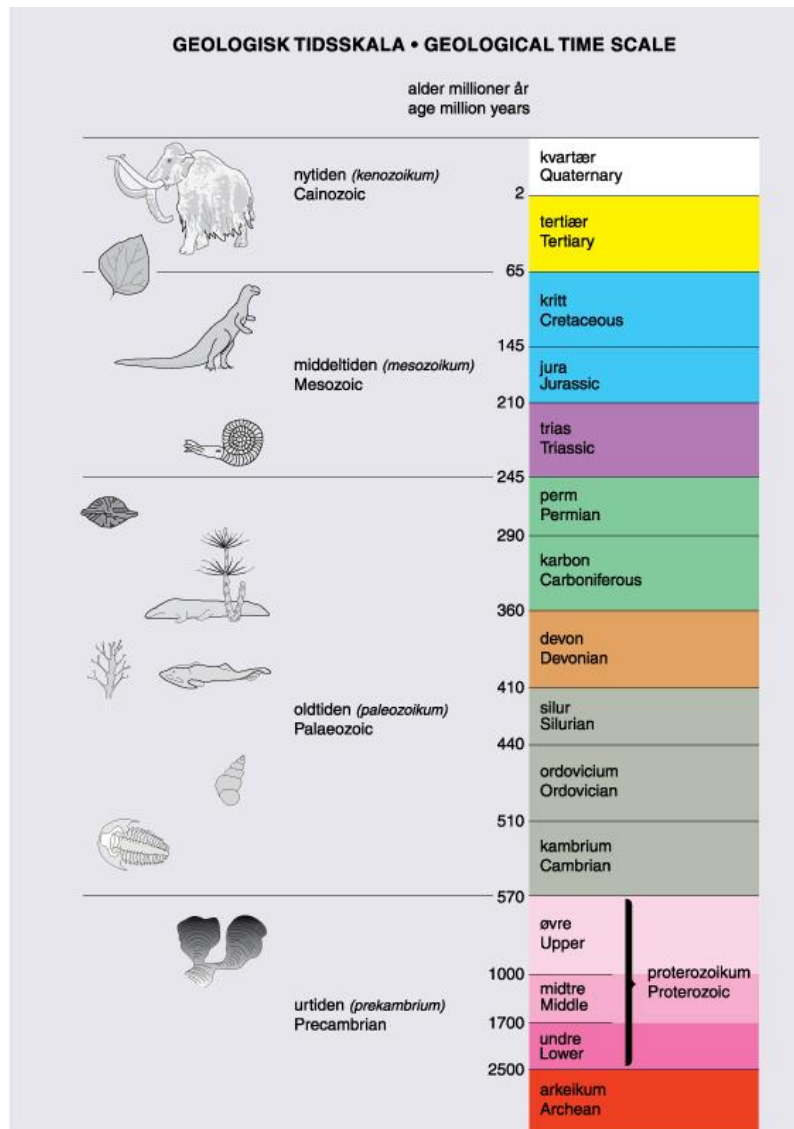 GEOLOGISK TIDSSKALA • GEOLOGICAL TIME SCALE
alder millioner år
age million years
nytiden (kenozoikum)
Cainozoic
kvartær
Quaternary
2
tertiær
Tertiary
65
middeltiden (mesozoikum)
Mesozoic
kritt
Cretaceous
145
jura
Jurassic
210
trias
Triassic
245
oldtiden (paleozoikum)
Palaeozoic
perm
Permian
290
karbon
Carboniferous
360
devon
Devonian
410
silur
Silurian
440
ordovicium
Ordovician
510
kambrium
Cambrian
570
urtiden (prekambrium)
Precambrian
øvre
Upper
1000
midtre
Middle
1700
undre
Lower
proterozoikum
Proterozoic
2500
arkeikum
Archean